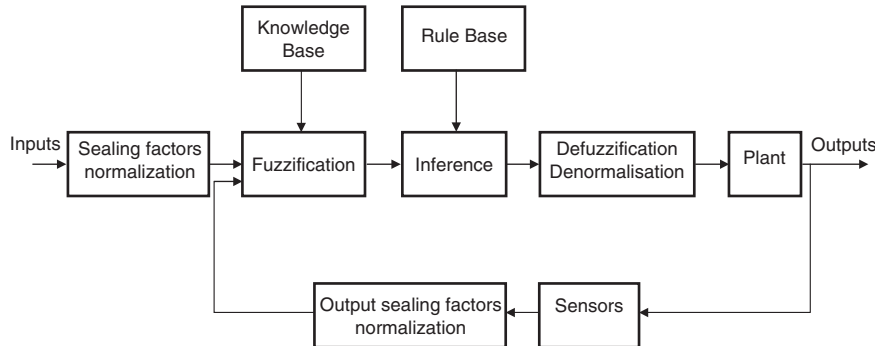 Knowledge
Base
Rule Base
Inputs
Sealing factors
normalization
Fuzzification
Inference
Defuzzification
Denormalisation
Plant
Outputs
Output sealing factors
normalization
Sensors